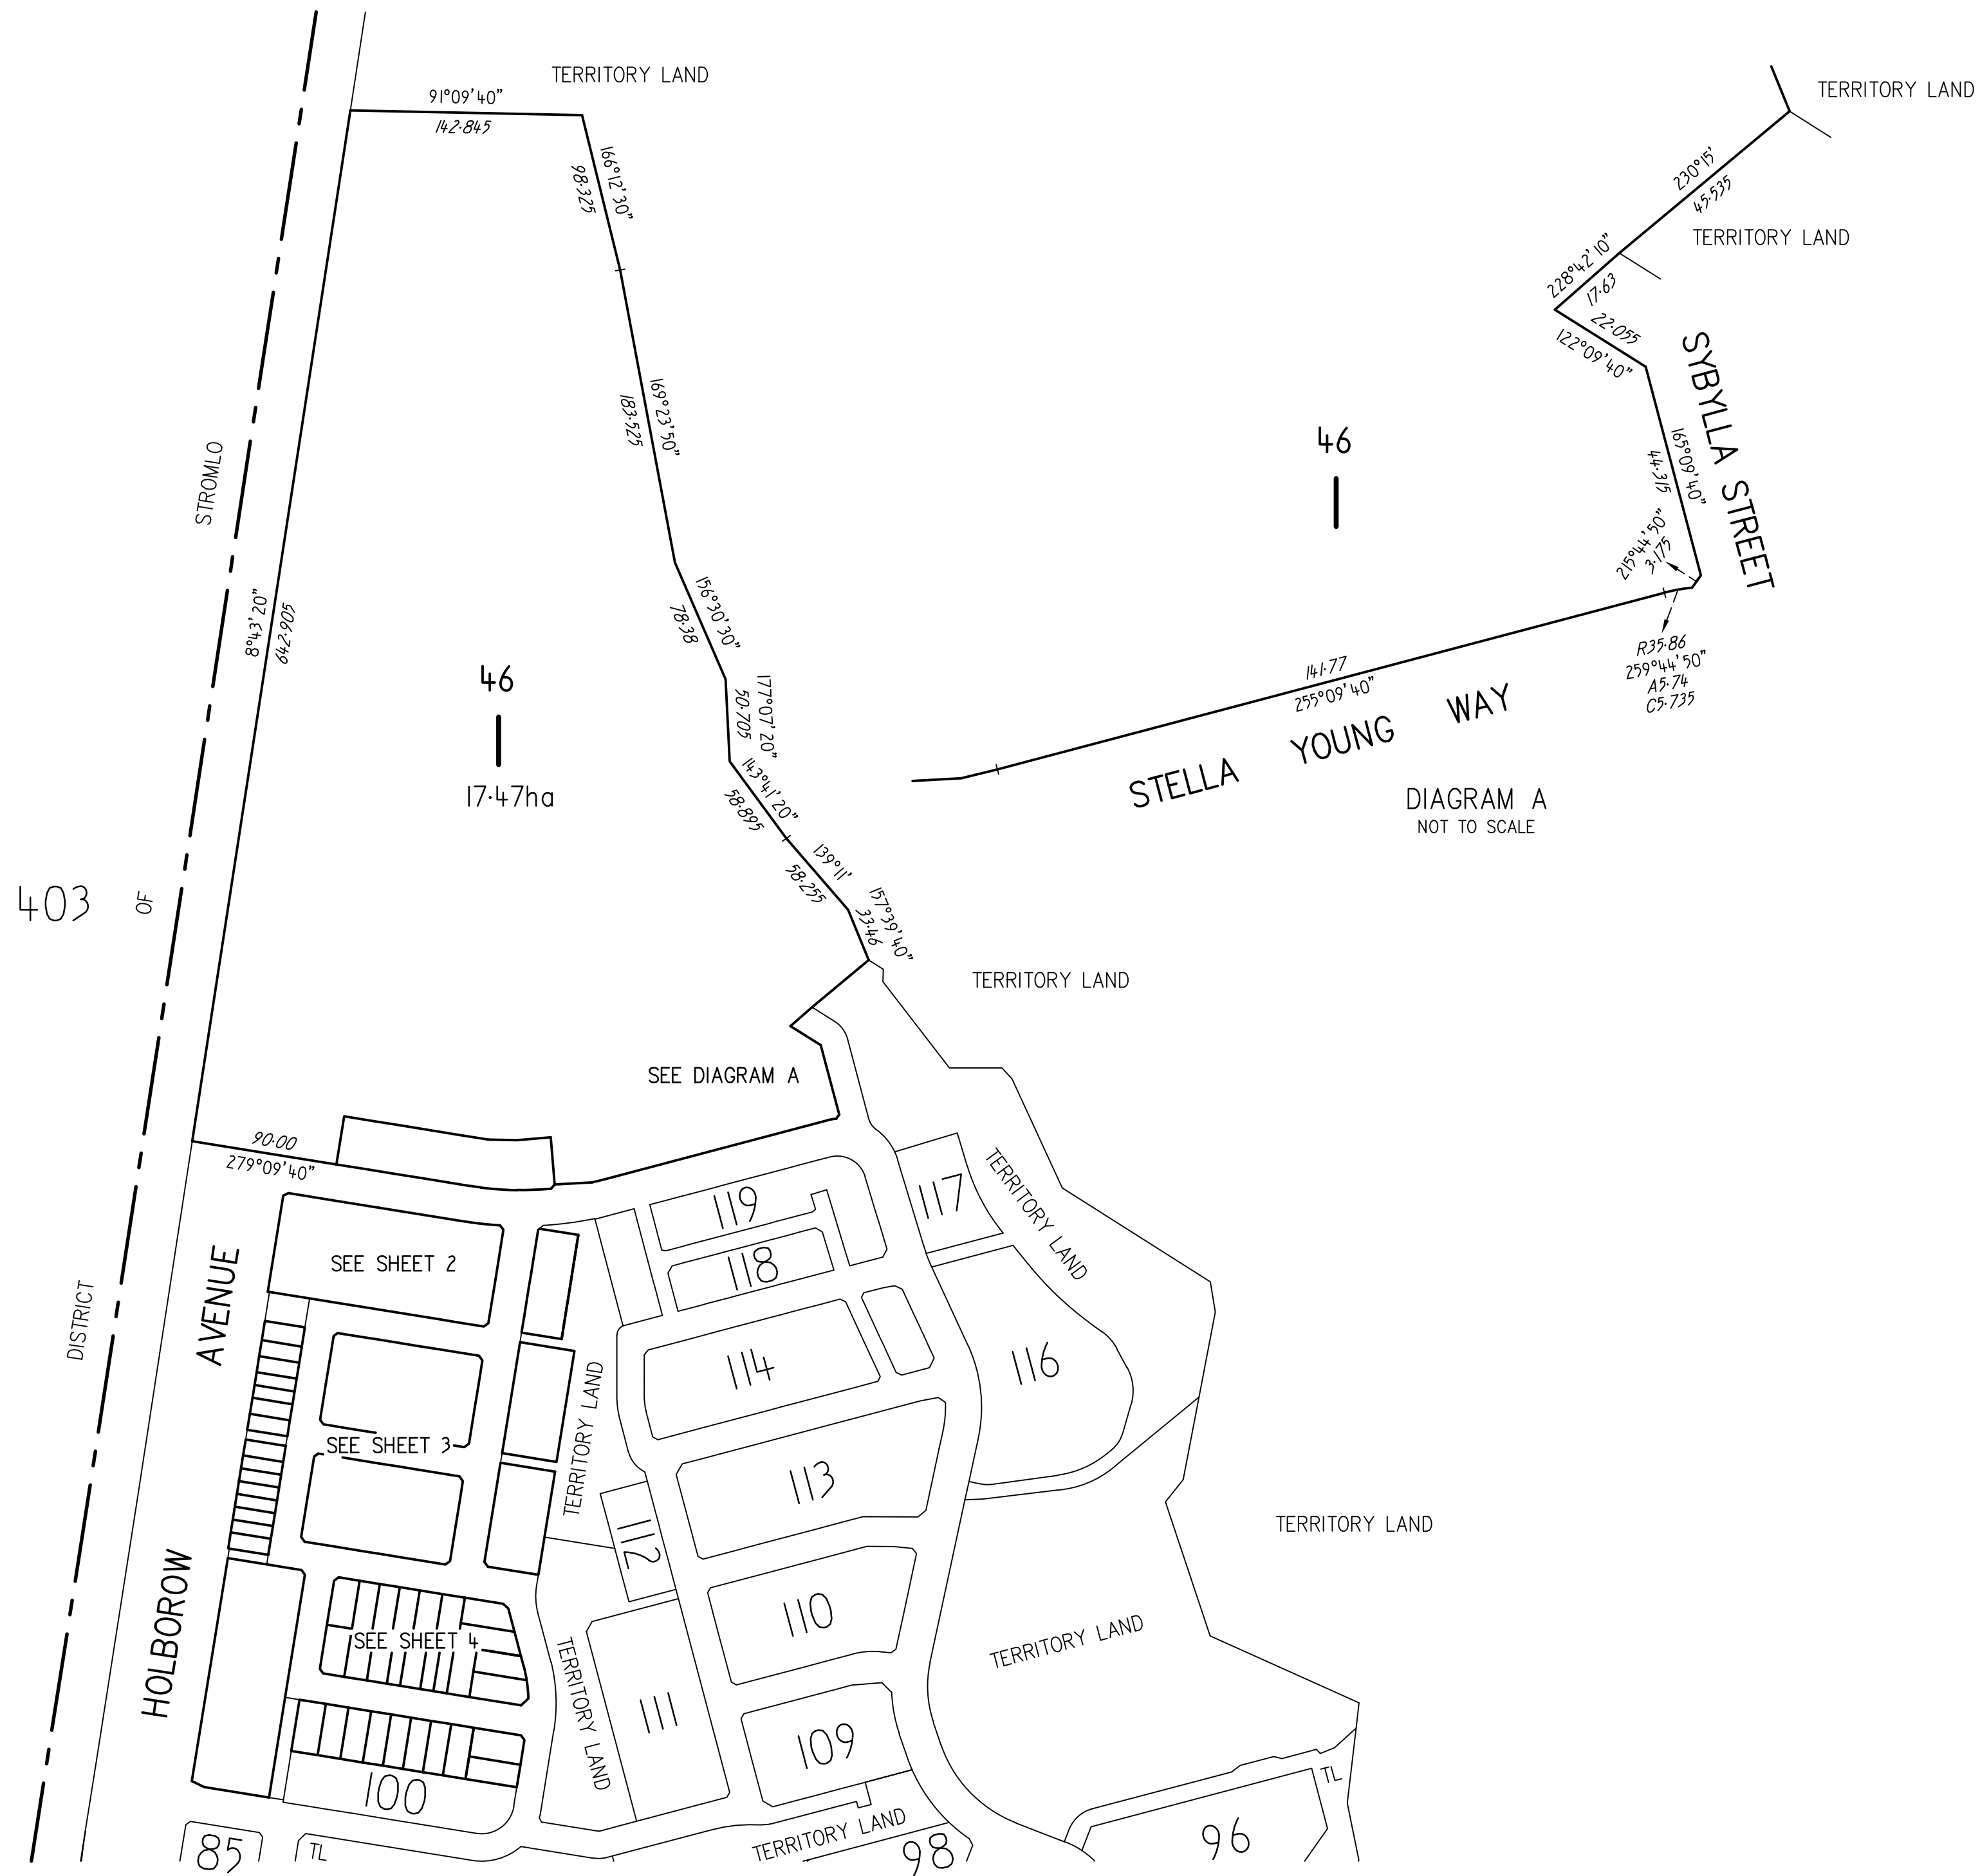 TERRITORY LAND
91°09'40"
142·845
166°12'30"
98·325
169°23'50"
183·525
STROMLO
8°43'20"
642·905
156°30'30"
78·38
46
17·47ha
177°07'20"
50·705
143°41'20"
58·895
139°11'
58·255
157°39'40"
33·46
403
OF
TERRITORY LAND
SEE DIAGRAM A
TERRITORY LAND
230°15'
45·535
TERRITORY LAND
228°42'10"
17·63
22·055
122°09'40"
SYBYLLA STREET
46
165°09'40"
44·315
215°44'50"
3·175
R35·86
259°44'50"
A5·74
C5·735
141·77
255°09'40"
STELLA YOUNG WAY
DIAGRAM A
NOT TO SCALE
90·00
279°09'40"
119
117
TERRITORY LAND
SEE SHEET 2
118
DISTRICT
HOLBOROW AVENUE
114
116
TERRITORY LAND
SEE SHEET 3
113
112
TERRITORY LAND
110
SEE SHEET 4
TERRITORY LAND
TERRITORY LAND
111
109
100
TL
TERRITORY LAND
85
TL
98
96